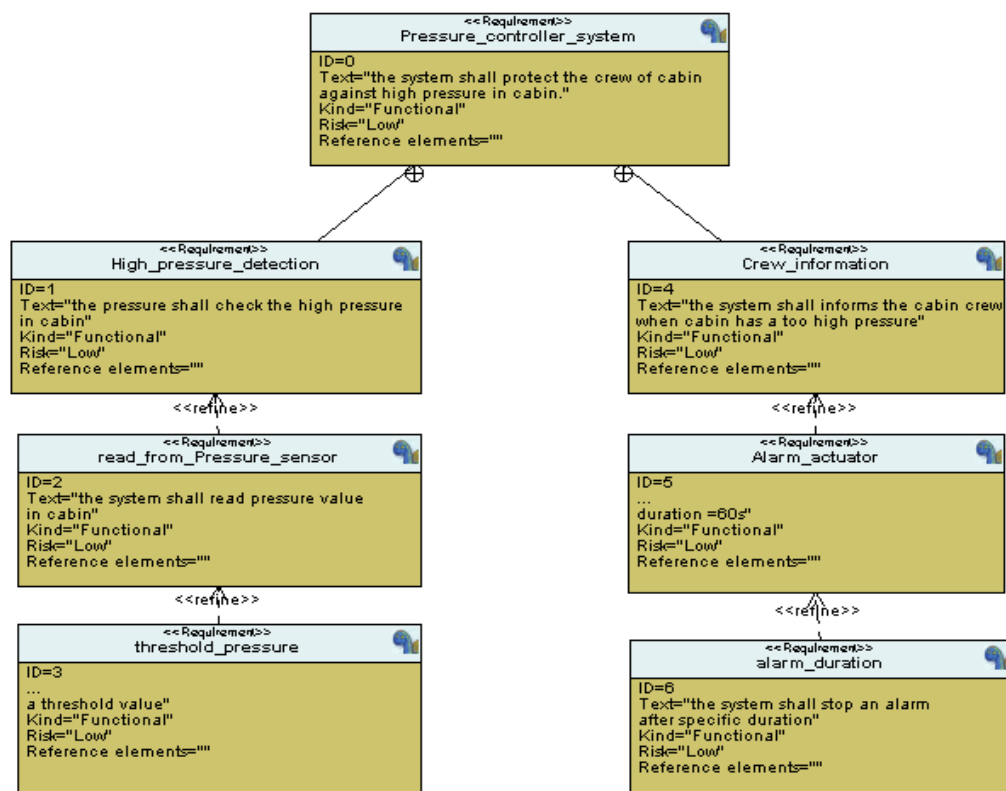 <<Requirement>>
Pressure_controller_system
ID=0
Text="the system shall protect the crew of cabin
against high pressure in cabin."
Kind="Functional"
Risk="Low"
Reference elements=""
<<Requirement>>
High_pressure_detection
ID=1
Text="the pressure shall check the high pressure
in cabin"
Kind="Functional"
Risk="Low"
Reference elements=""
<<refine>>
<<Requirement>>
read_from_Pressure_sensor
ID=2
Text="the system shall read pressure value
in cabin"
Kind="Functional"
Risk="Low"
Reference elements=""
<<refine>>
<<Requirement>>
threshold_pressure
ID=3
...
a threshold value"
Kind="Functional"
Risk="Low"
Reference elements=""
<<Requirement>>
Crew_information
ID=4
Text="the system shall informs the cabin crew
when cabin has a too high pressure"
Kind="Functional"
Risk="Low"
Reference elements=""
<<refine>>
<<Requirement>>
Alarm_actuator
ID=5
...
duration =60s"
Kind="Functional"
Risk="Low"
Reference elements=""
<<refine>>
<<Requirement>>
alarm_duration
ID=6
Text="the system shall stop an alarm
after specific duration"
Kind="Functional"
Risk="Low"
Reference elements=""